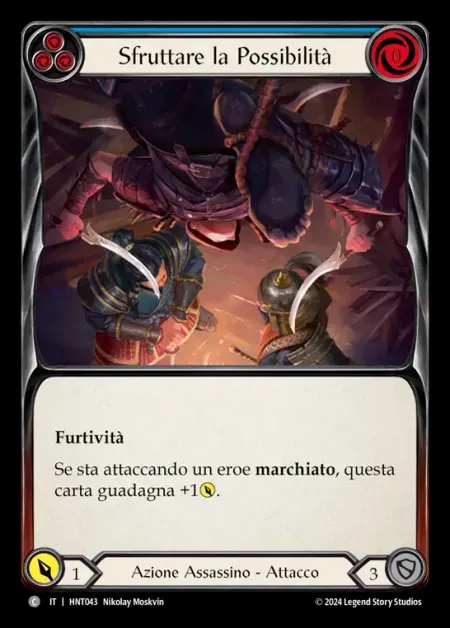 Sfruttare la Possibilità
0
Furtività
Se sta attaccando un eroe marchiato, questa
carta guadagna +1.
1
Azione Assassino - Attacco
3
C IT | HNT043 Nikolay Moskvin
© 2024 Legend Story Studios